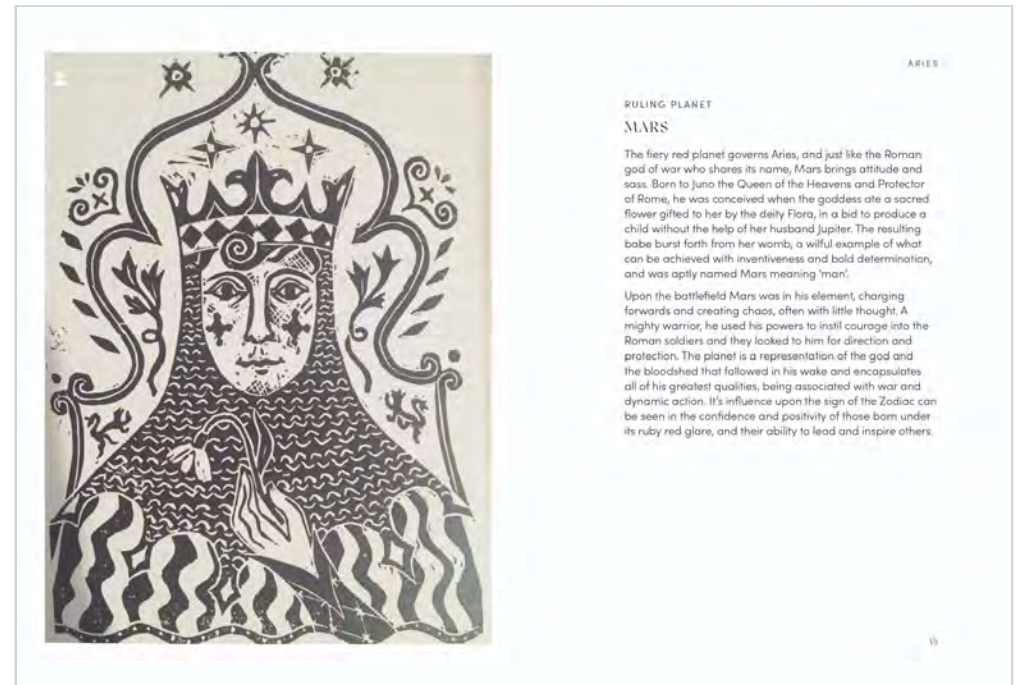 ARIES
RULING PLANET
MARS
The fiery red planet governs Aries, and just like the Roman
god of war who shares its name, Mars brings attitude and
sass. Born to Juno the Queen of the Heavens and Protector
of Rome, he was conceived when the goddess ate a sacred
flower gifted to her by the deity Flora, in a bid to produce a
child without the help of her husband Jupiter. The resulting
babe burst forth from her womb, a wilful example of what
can be achieved with inventiveness and bold determination,
and was aptly named Mars meaning ‘man’.
Upon the battlefield Mars was in his element, charging
forwards and creating chaos, often with little thought. A
mighty warrior, he used his powers to instil courage into the
Roman soldiers and they looked to him for direction and
protection. The planet is a representation of the god and
the bloodshed that followed in his wake and encapsulates
all of his greatest qualities, being associated with war and
dynamic action. It's influence upon the sign of the Zodiac can
be seen in the confidence and positivity of those born under
its ruby red glare, and their ability to lead and inspire others.